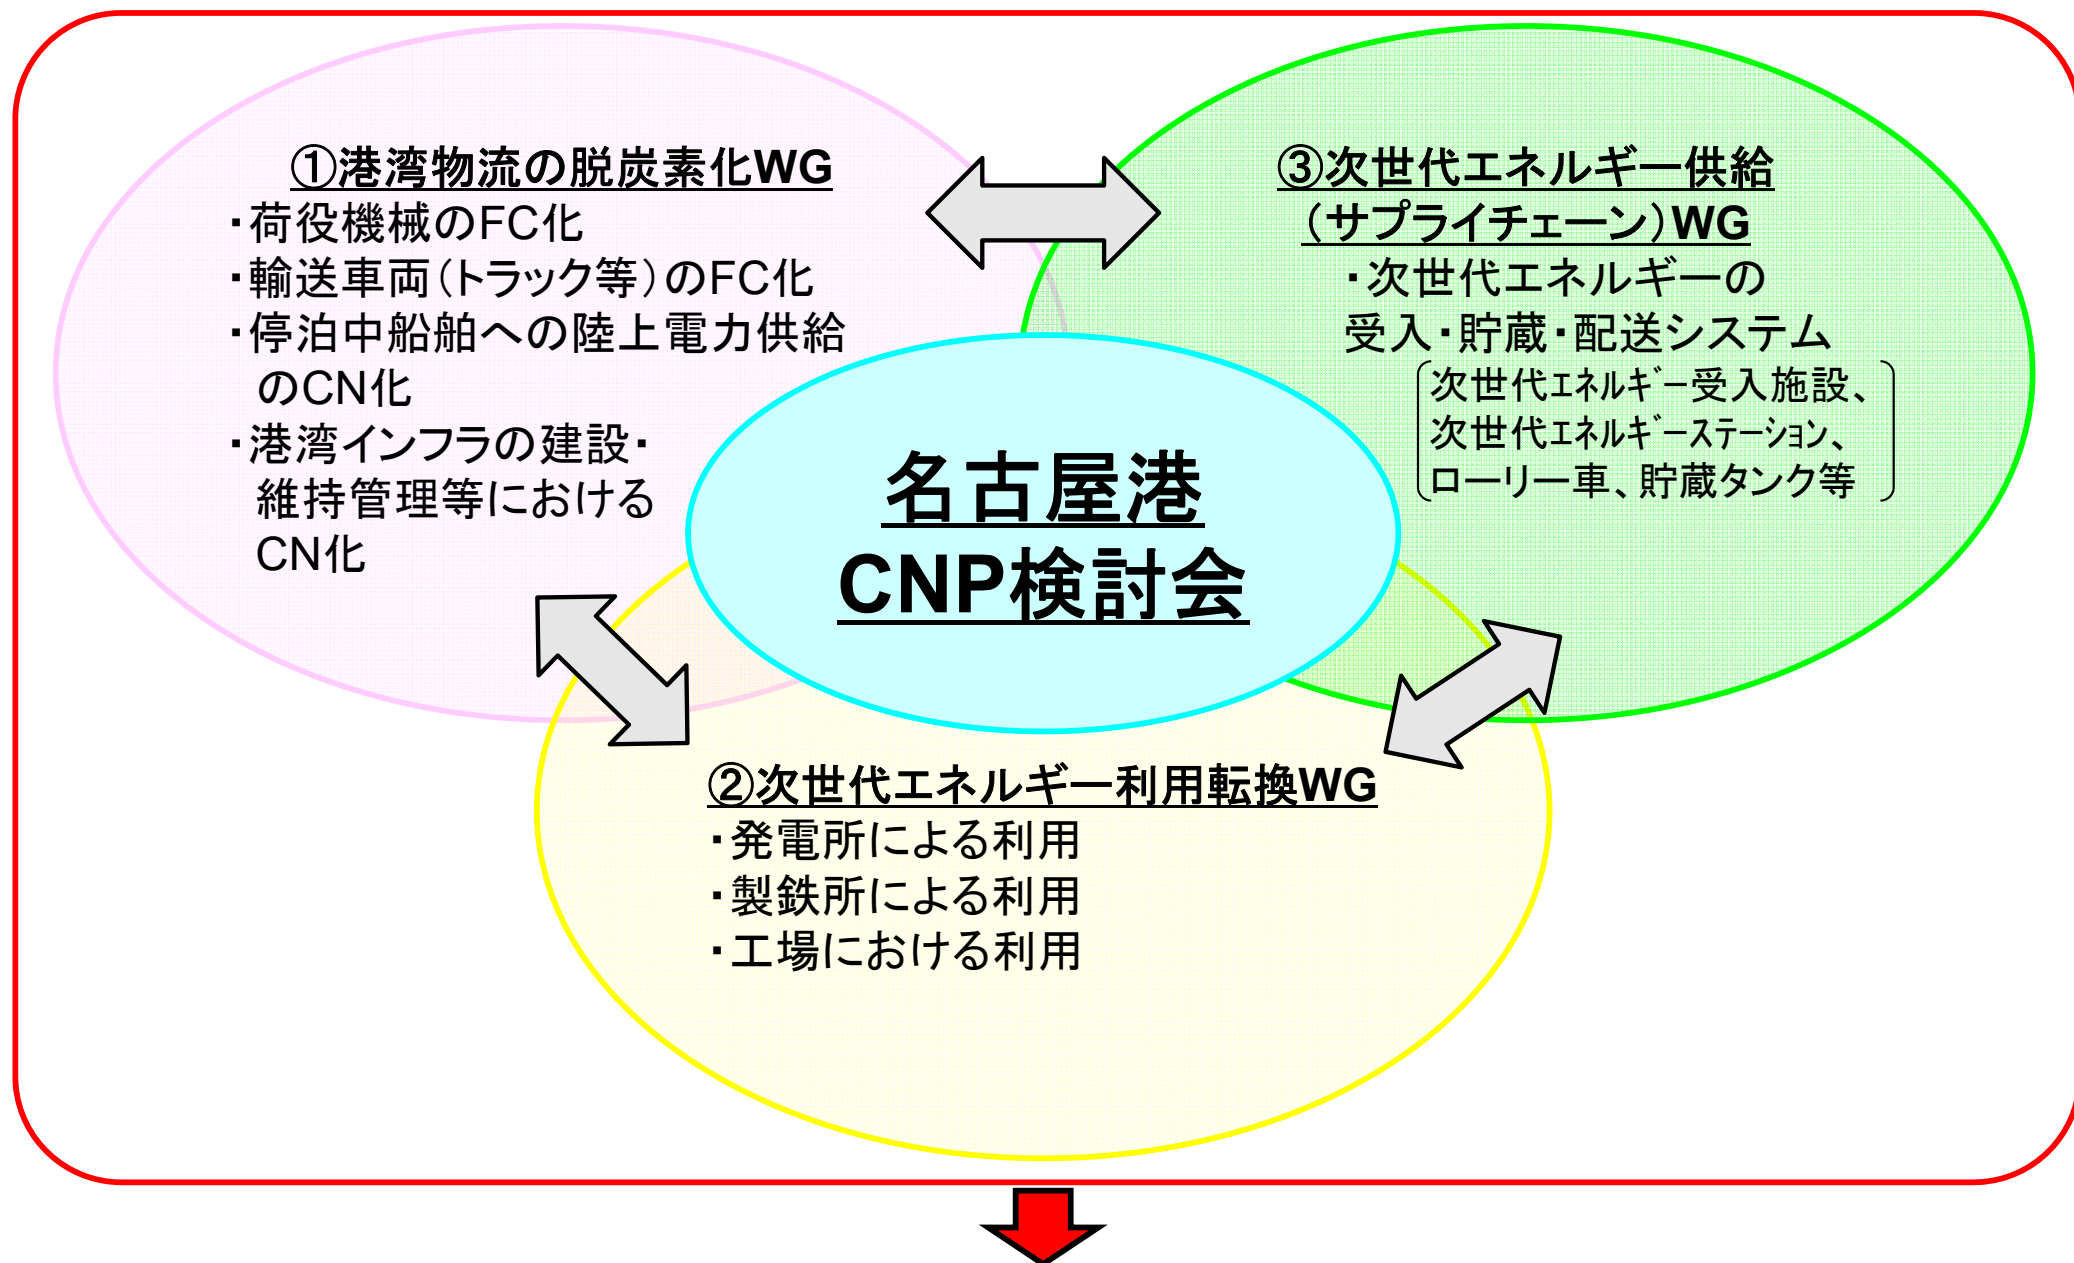 ①港湾物流の脱炭素化WG
・荷役機械のFC化
・輸送車両（トラック等）のFC化
・停泊中船舶への陸上電力供給
のCN化
・港湾インフラの建設・
維持管理等における
CN化
③次世代エネルギー供給
（サプライチェーン）WG
・次世代エネルギーの
受入・貯蔵・配送システム
次世代ｴﾈﾙｷﾞｰ受入施設、
次世代ｴﾈﾙｷﾞｰｽﾃｰｼｮﾝ、
ローリー車、貯蔵タンク等
名古屋港
CNP検討会
②次世代エネルギー利用転換WG
・発電所による利用
・製鉄所による利用
・工場における利用